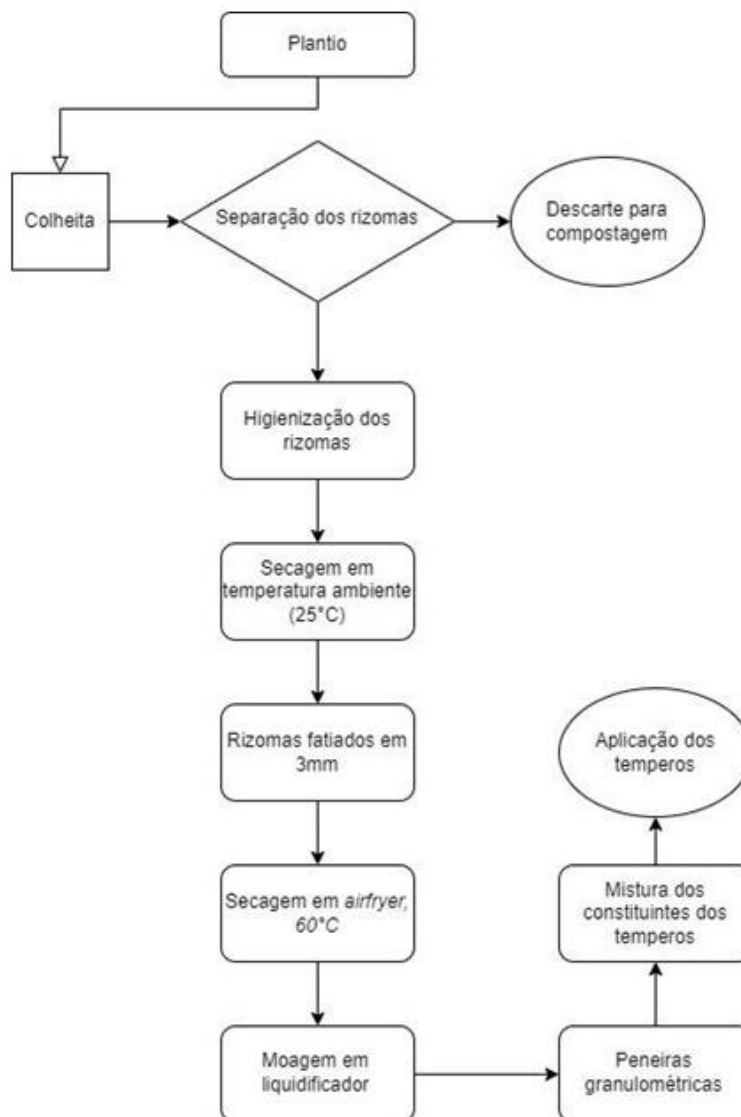 Plantio
Colheita
Separação dos rizomas
Descarte para
compostagem
Higienização dos
rizomas
Secagem em
temperatura ambiente
(25°C)
Rizomas fatiados em
3mm
Secagem em airfryer,
60°C
Moagem em
liquidificador
Peneiras
granulométricas
Mistura dos
constituintes dos
temperos
Aplicação dos
temperos